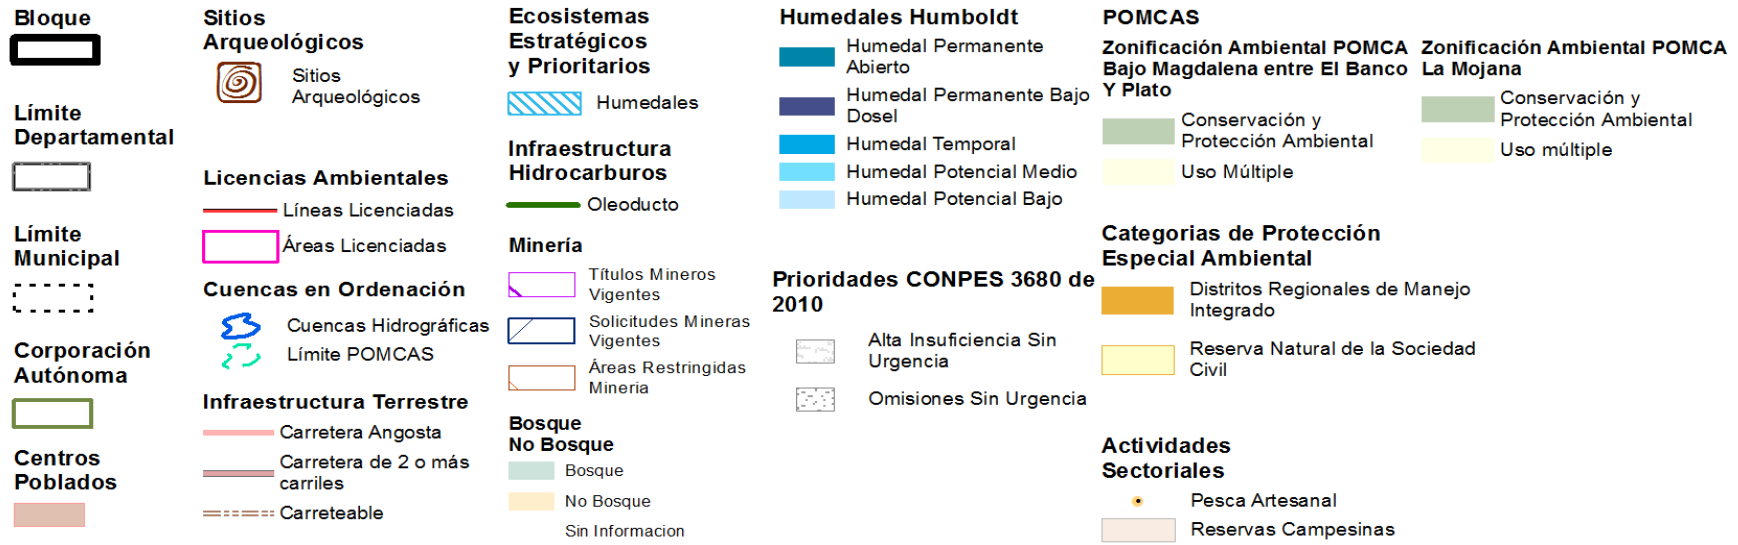 Bloque
Límite
Departamental
Límite
Municipal
Corporación
Autónoma
Centros
Poblados
Sitios
Arqueológicos
Sitios
Arqueológicos
Licencias Ambientales
Líneas Licenciadas
Áreas Licenciadas
Cuencas en Ordenación
Cuencas Hidrográficas
Límite POMCAS
Infraestructura Terrestre
Carretera Angosta
Carretera de 2 o más
carriles
Carreteable
Ecosistemas
Estratégicos
y Prioritarios
Humedales
Infraestructura
Hidrocarburos
Oleoducto
Minería
Títulos Mineros
Vigentes
Solicitudes Mineras
Vigentes
Áreas Restringidas
Mineria
Bosque
No Bosque
Bosque
No Bosque
Sin Informacion
Humedales Humboldt
Humedal Permanente
Abierto
Humedal Permanente Bajo
Dosel
Humedal Temporal
Humedal Potencial Medio
Humedal Potencial Bajo
Prioridades CONPES 3680 de
2010
Alta Insuficiencia Sin
Urgencia
Omisiones Sin Urgencia
POMCAS
Zonificación Ambiental POMCA
Bajo Magdalena entre El Banco
Y Plato
Conservación y
Protección Ambiental
Uso Múltiple
Zonificación Ambiental POMCA
La Mojana
Conservación y
Protección Ambiental
Uso múltiple
Categorias de Protección
Especial Ambiental
Distritos Regionales de Manejo
Integrado
Reserva Natural de la Sociedad
Civil
Actividades
Sectoriales
Pesca Artesanal
Reservas Campesinas